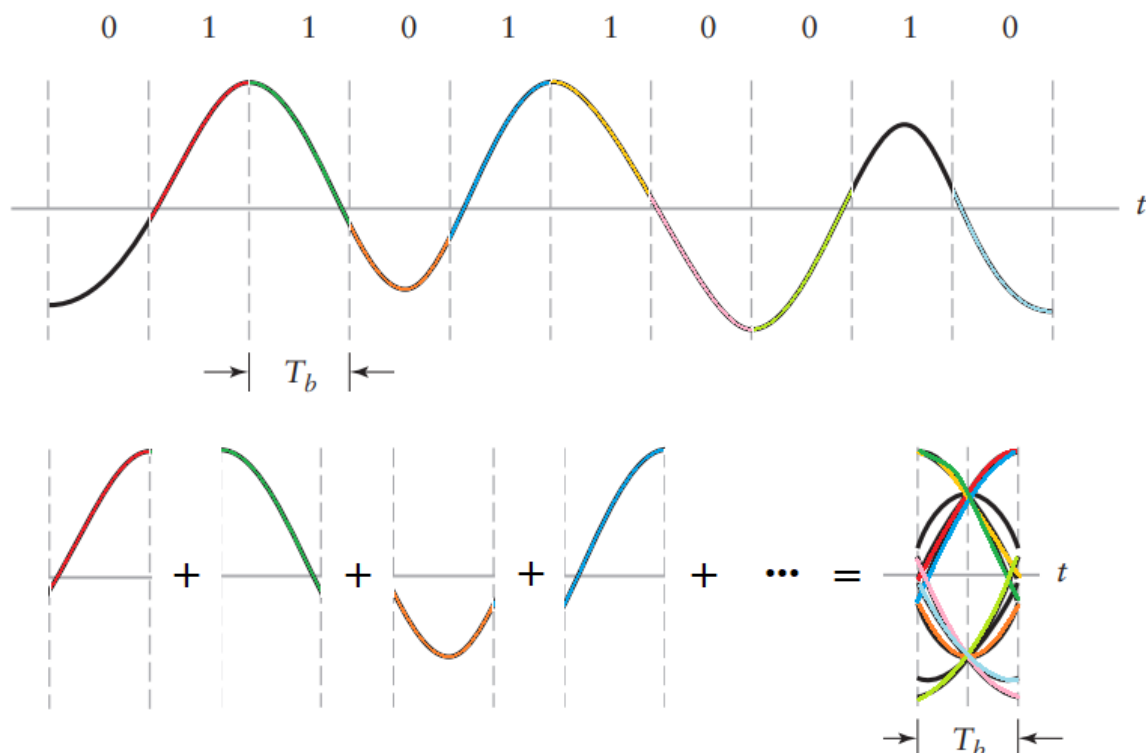 0 1 1 0 1 1 0 0 1 0
t
T_b
+ + + + ••• = t
T_b